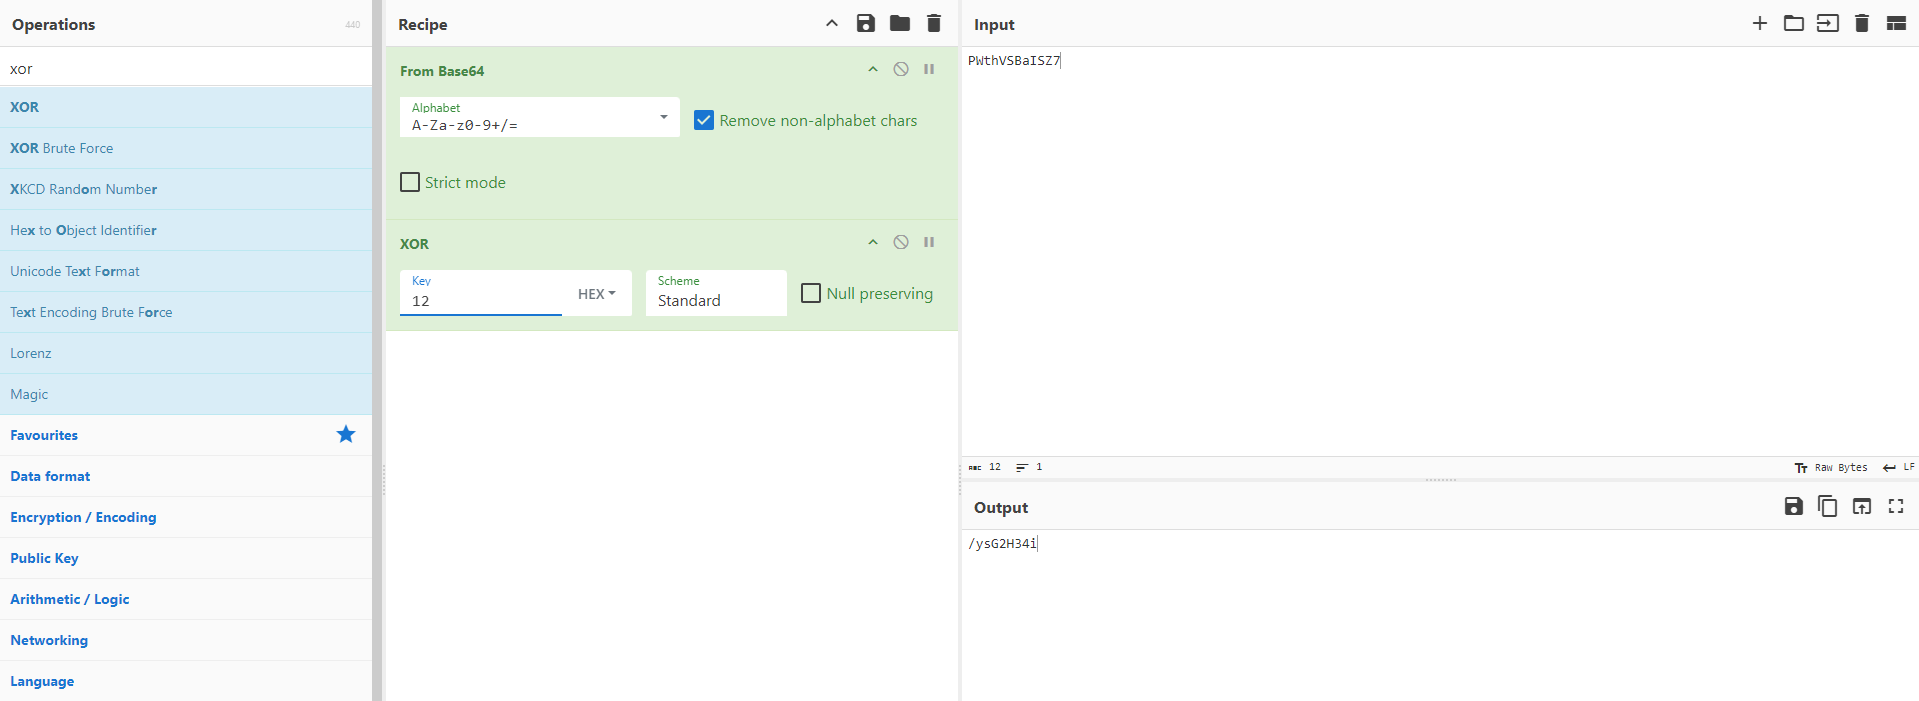 Operations
440
xor
XOR
XOR Brute Force
XKCD Random Number
Hex to Object Identifier
Unicode Text Format
Text Encoding Brute Force
Lorenz
Magic
Favourites
Data format
Encryption / Encoding
Public Key
Arithmetic / Logic
Networking
Language
Recipe
From Base64
Alphabet
A-Za-z0-9+/=
Remove non-alphabet chars
Strict mode
XOR
Key
12
HEX
Scheme
Standard
Null preserving
Input
PWthVSBaISZ7
ABC 12 1
Raw Bytes LF
Output
/ysG2H34i